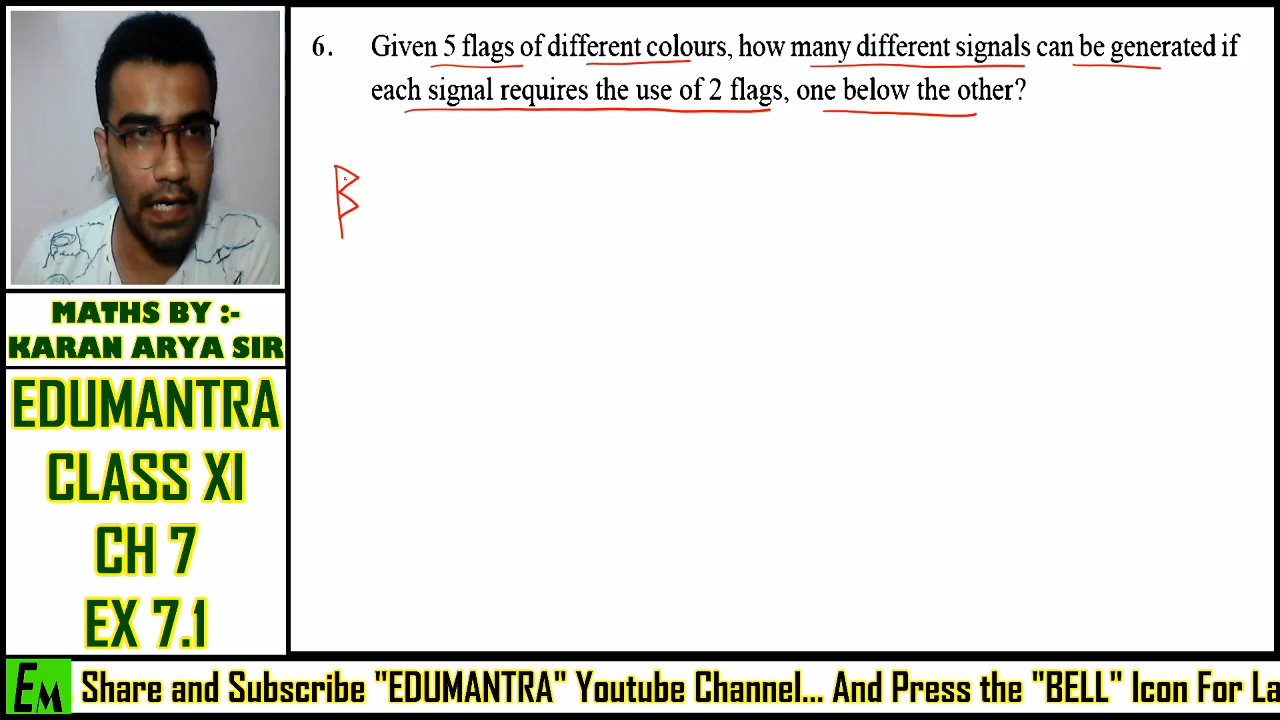 6. Given 5 flags of different colours, how many different signals can be generated if
each signal requires the use of 2 flags, one below the other?
MATHS BY :-
KARAN ARYA SIR
EDUMANTRA
CLASS XI
CH 7
EX 7.1
EM Share and Subscribe "EDUMANTRA" Youtube Channel... And Press the "BELL" Icon For La